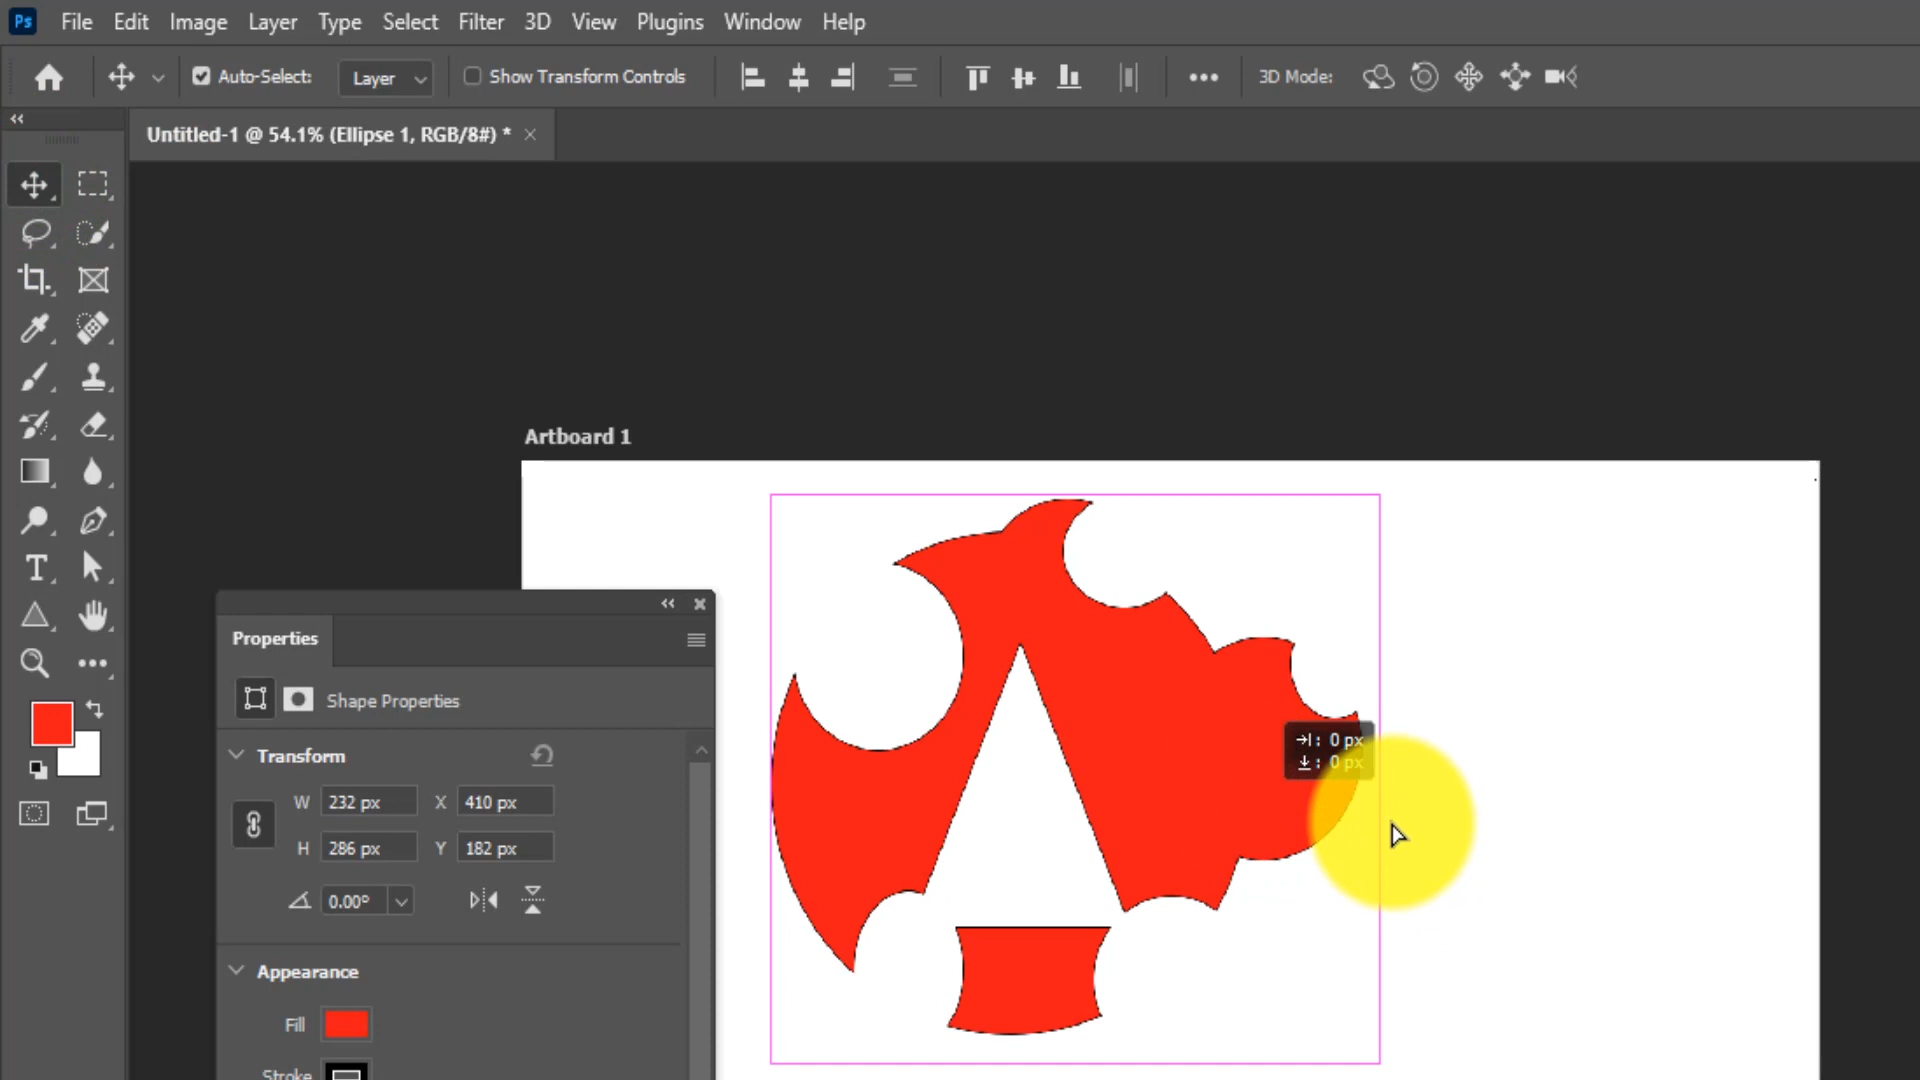 Ps File Edit Image Layer Type Select Filter 3D View Plugins Window Help
Auto-Select: Layer Show Transform Controls 3D Mode:
Untitled-1 @ 54.1% (Ellipse 1, RGB/8#) * ×
Artboard 1
Properties
Shape Properties
Transform
W 232 px X 410 px
H 286 px Y 182 px
0.00°
Appearance
Fill
Stroke
T
: 0 px
: 0 px